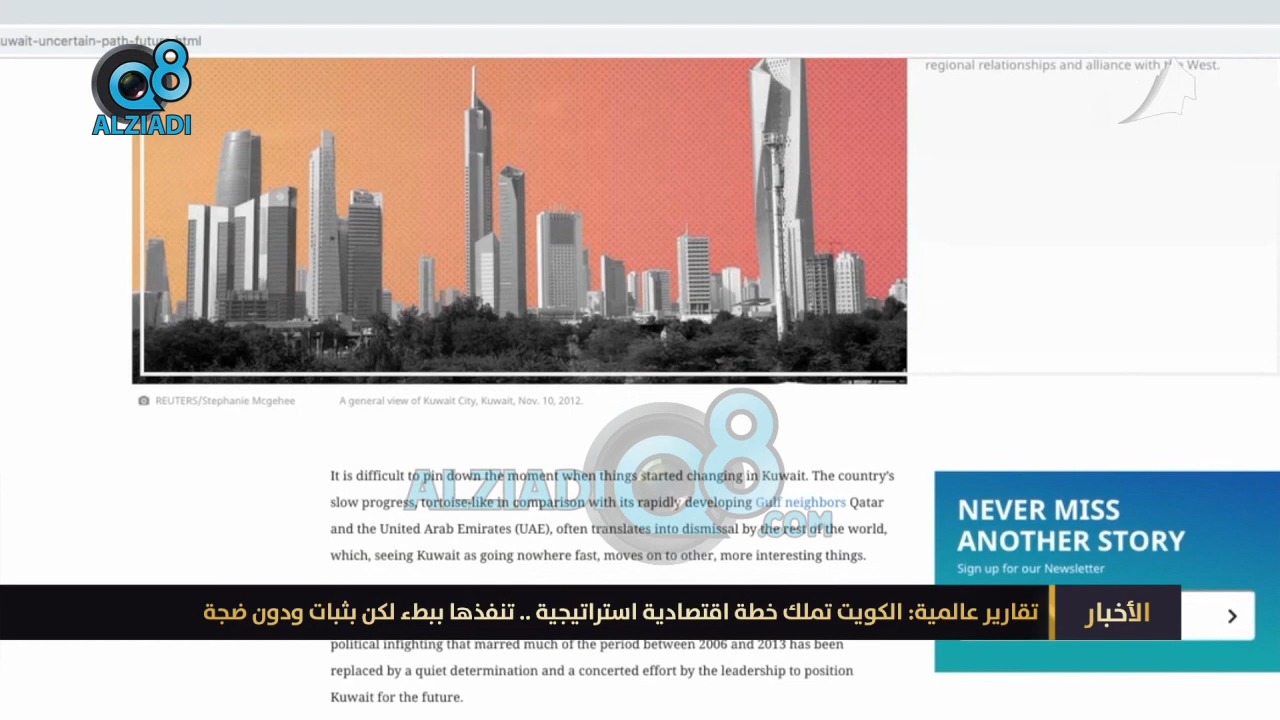 uwait-uncertain-path-future.html
Q8
ALZIADI
regional relationships and alliance with the West.
REUTERS/Stephanie Mcgehee
A general view of Kuwait City, Kuwait, Nov. 10, 2012.
It is difficult to pin down the moment when things started changing in Kuwait. The country's
slow progress, tortoise-like in comparison with its rapidly developing Gulf neighbors Qatar
and the United Arab Emirates (UAE), often translates into dismissal by the rest of the world,
which, seeing Kuwait as going nowhere fast, moves on to other, more interesting things.
ALZIADI Q8
.COM
NEVER MISS
ANOTHER STORY
Sign up for our Newsletter
الأخبار
تقارير عالمية: الكويت تملك خطة اقتصادية استراتيجية .. تنفذها ببطء لكن بثبات ودون ضجة
political infighting that marred much of the period between 2006 and 2013 has been
replaced by a quiet determination and a concerted effort by the leadership to position
Kuwait for the future.